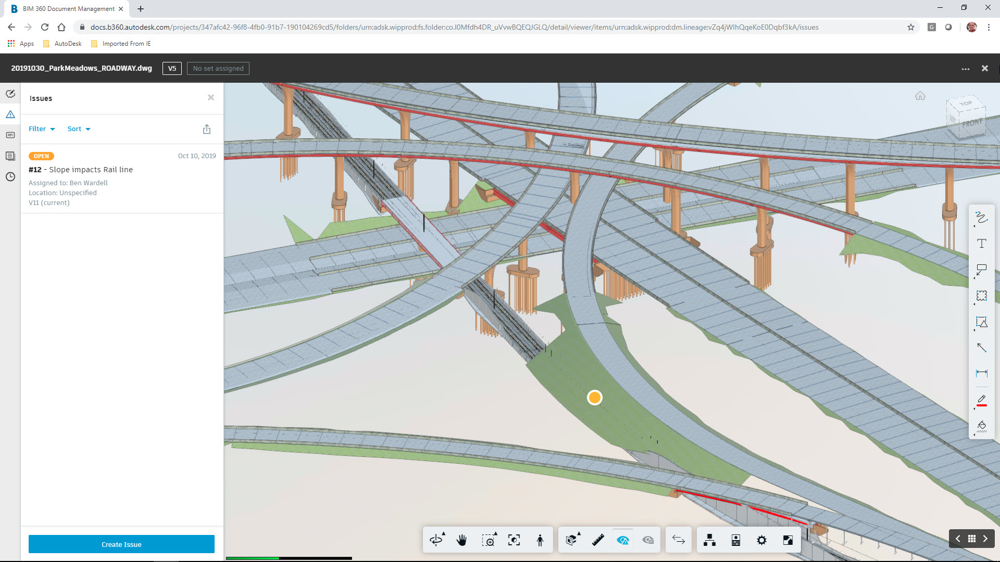 BIM 360 Document Management
docs.b360.autodesk.com/projects/347afc42-96f8-4fb0-91b7-190104269cd5/folders/urn:adsk.wipprod:fs.folder:co.I0Mfdh4DR_uVvwBQEQJGLQ/detail/viewer/items/urn:adsk.wipprod:dm.lineage:vZq4jWIhQqeKoE0Dqbf3kA/issues
G
Apps
AutoDesk
Imported From IE
20191030_ParkMeadows_ROADWAY.dwg
V5
No set assigned
Issues
Filter
Sort
RFI
OPEN
Oct 10, 2019
#12 - Slope impacts Rail line
Assigned to: Ben Wardell
Location: Unspecified
V11 (current)
Create Issue
TOP
LEFT
FRONT